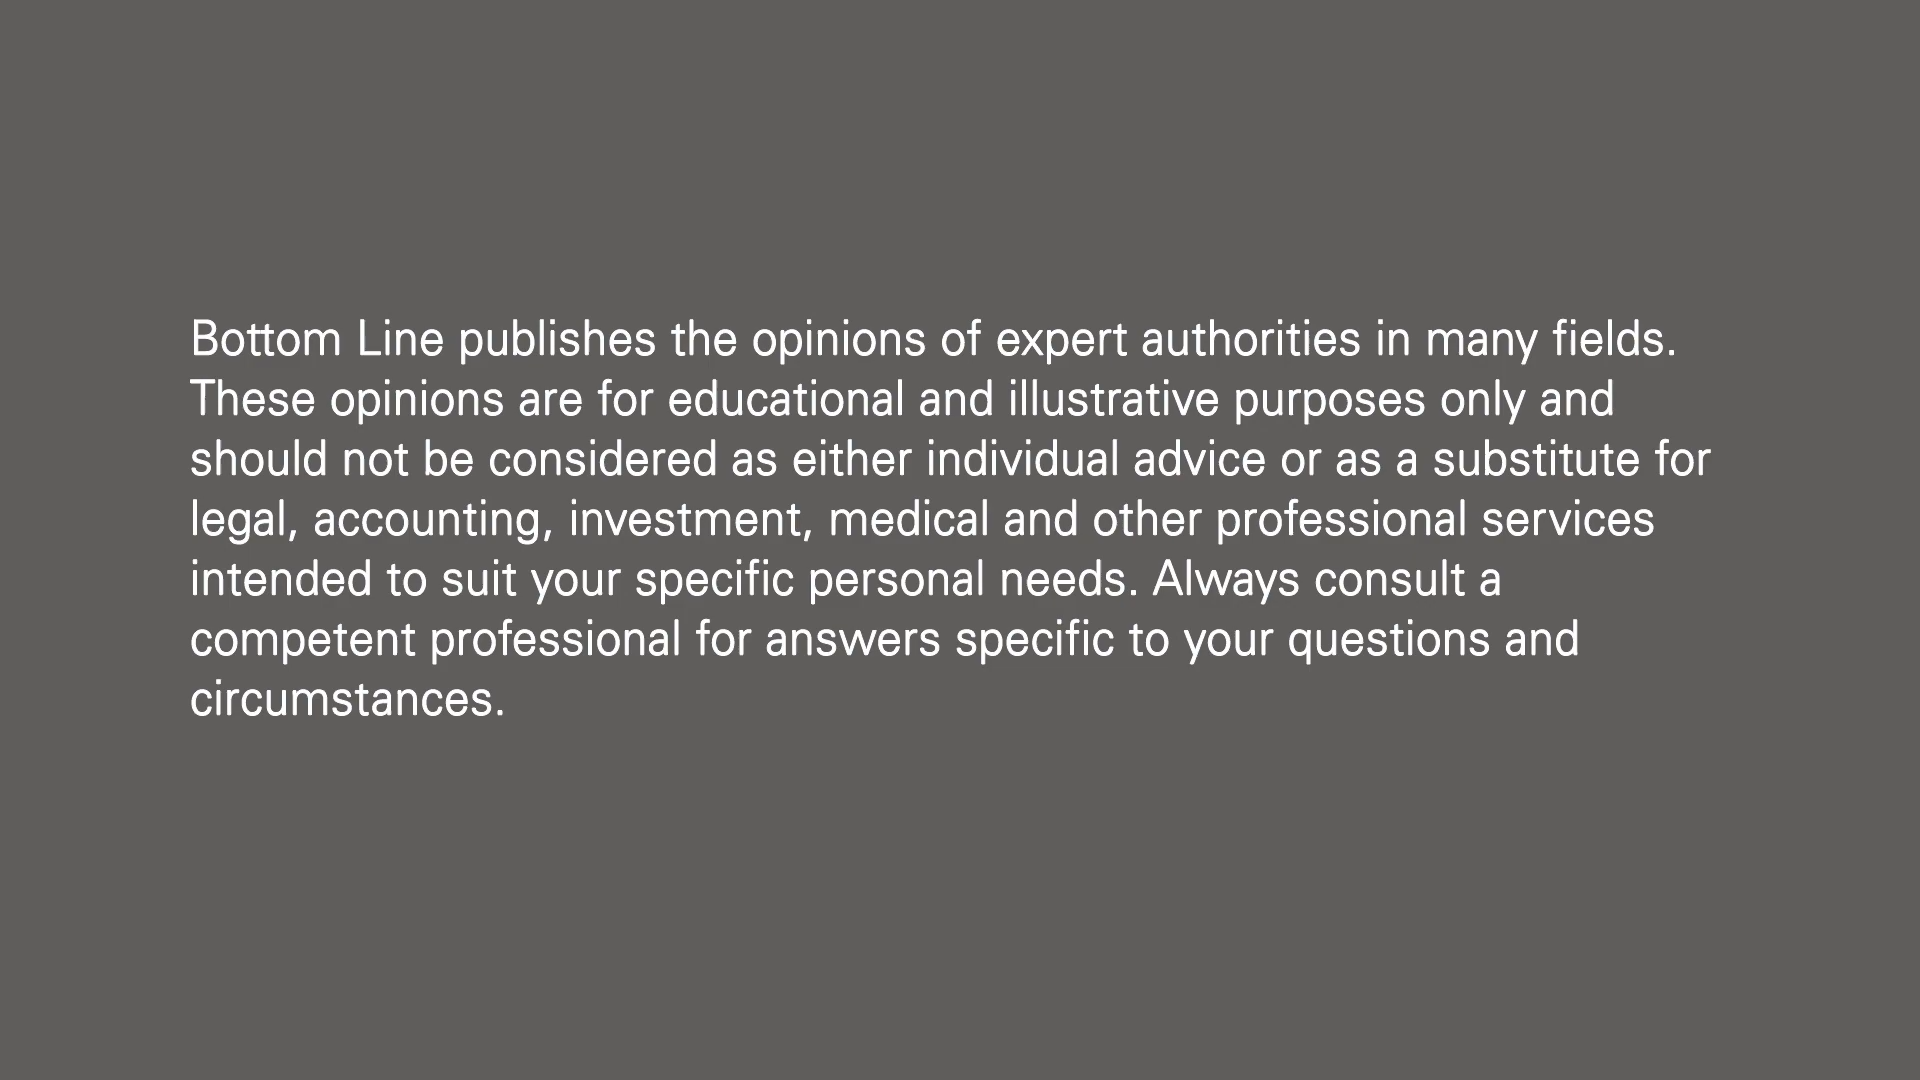 Bottom Line publishes the opinions of expert authorities in many fields.
These opinions are for educational and illustrative purposes only and
should not be considered as either individual advice or as a substitute for
legal, accounting, investment, medical and other professional services
intended to suit your specific personal needs. Always consult a
competent professional for answers specific to your questions and
circumstances.